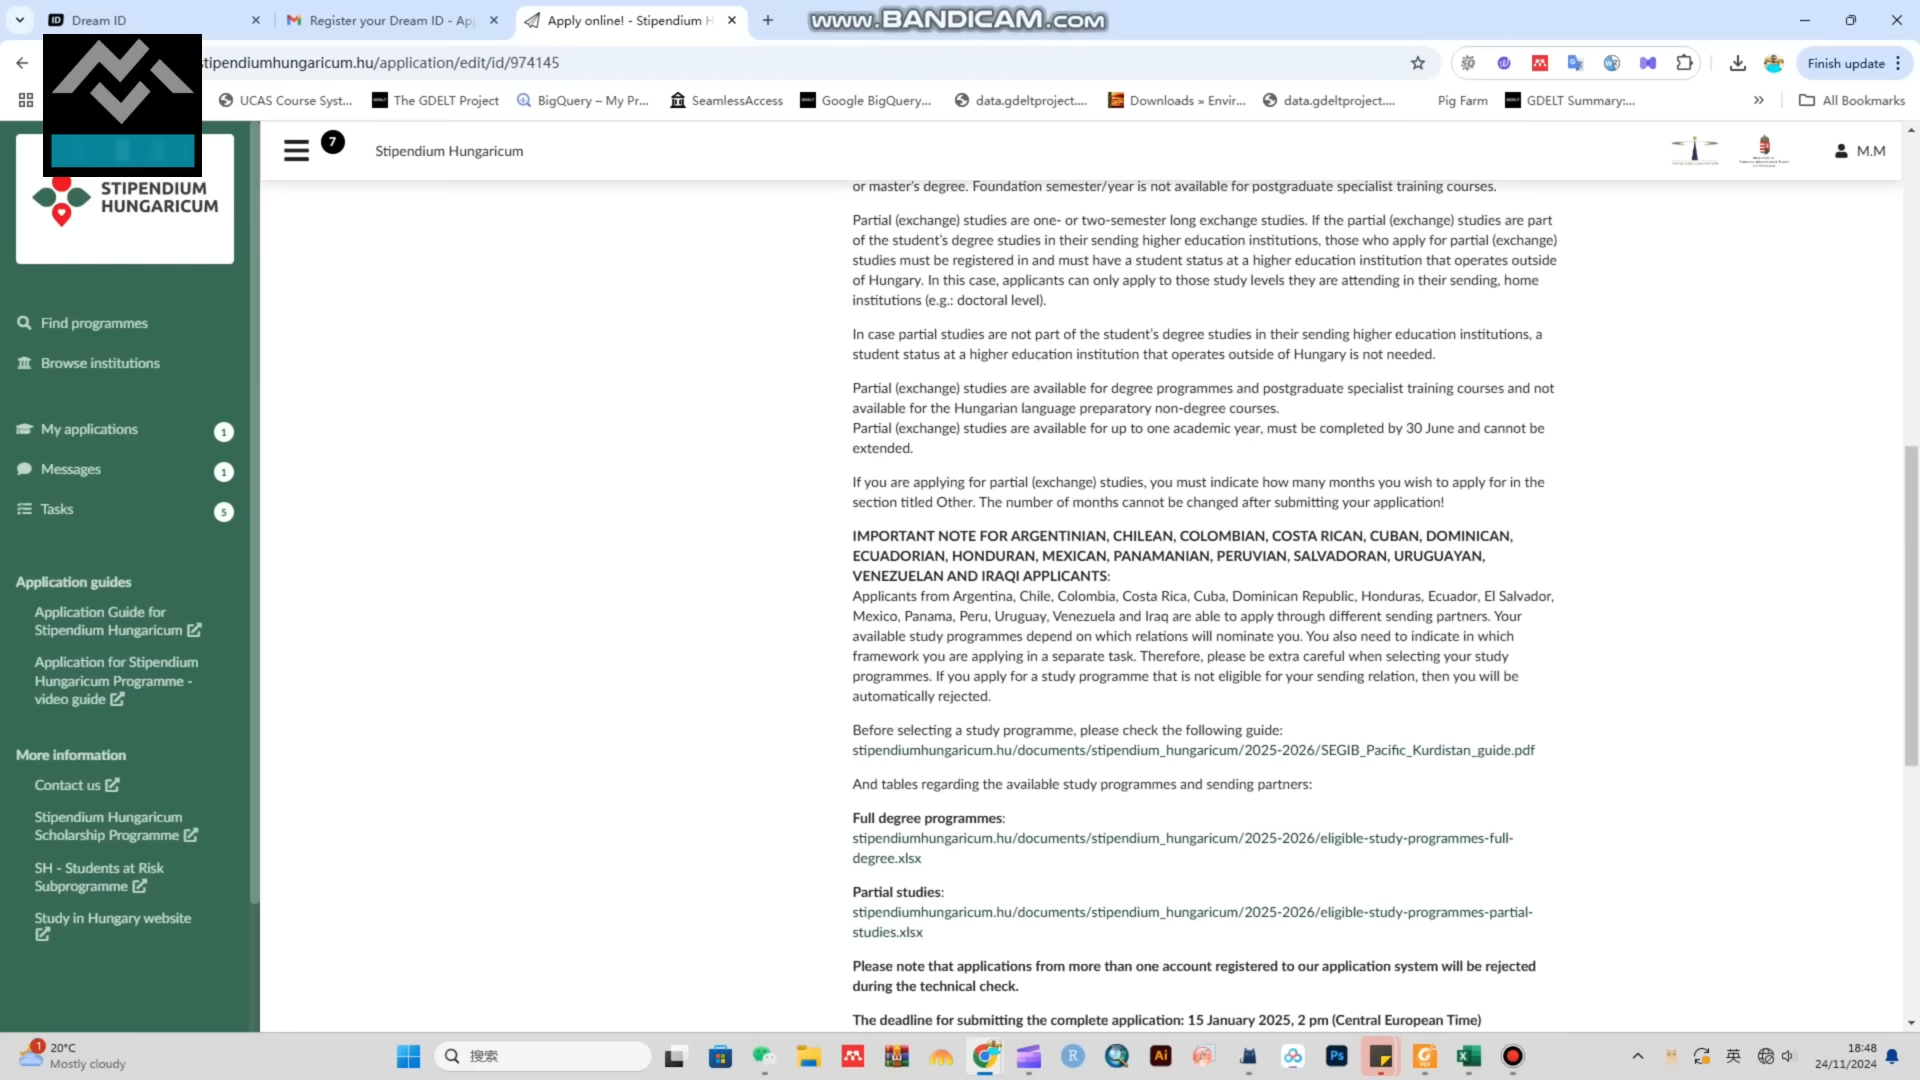 Dream ID
Register your Dream ID - Ap
Apply online! - Stipendium H
www.BANDICAM.com
tipendiumhungaricum.hu/application/edit/id/974145
Finish update
UCAS Course Syst...
The GDELT Project
BigQuery – My Pr...
SeamlessAccess
Google BigQuery...
data.gdeltproject....
Downloads » Envir...
data.gdeltproject....
Pig Farm
GDELT Summary:...
All Bookmarks
STIPENDIUM
HUNGARICUM
7
Stipendium Hungaricum
M.M
Find programmes
Browse institutions
My applications
1
Messages
1
Tasks
5
Application guides
Application Guide for
Stipendium Hungaricum
Application for Stipendium
Hungaricum Programme -
video guide
More information
Contact us
Stipendium Hungaricum
Scholarship Programme
SH - Students at Risk
Subprogramme
Study in Hungary website
or master's degree. Foundation semester/year is not available for postgraduate specialist training courses.
Partial (exchange) studies are one- or two-semester long exchange studies. If the partial (exchange) studies are part
of the student's degree studies in their sending higher education institutions, those who apply for partial (exchange)
studies must be registered in and must have a student status at a higher education institution that operates outside
of Hungary. In this case, applicants can only apply to those study levels they are attending in their sending, home
institutions (e.g.: doctoral level).
In case partial studies are not part of the student's degree studies in their sending higher education institutions, a
student status at a higher education institution that operates outside of Hungary is not needed.
Partial (exchange) studies are available for degree programmes and postgraduate specialist training courses and not
available for the Hungarian language preparatory non-degree courses.
Partial (exchange) studies are available for up to one academic year, must be completed by 30 June and cannot be
extended.
If you are applying for partial (exchange) studies, you must indicate how many months you wish to apply for in the
section titled Other. The number of months cannot be changed after submitting your application!
IMPORTANT NOTE FOR ARGENTINIAN, CHILEAN, COLOMBIAN, COSTA RICAN, CUBAN, DOMINICAN,
ECUADORIAN, HONDURAN, MEXICAN, PANAMANIAN, PERUVIAN, SALVADORAN, URUGUAYAN,
VENEZUELAN AND IRAQI APPLICANTS:
Applicants from Argentina, Chile, Colombia, Costa Rica, Cuba, Dominican Republic, Honduras, Ecuador, El Salvador,
Mexico, Panama, Peru, Uruguay, Venezuela and Iraq are able to apply through different sending partners. Your
available study programmes depend on which relations will nominate you. You also need to indicate in which
framework you are applying in a separate task. Therefore, please be extra careful when selecting your study
programmes. If you apply for a study programme that is not eligible for your sending relation, then you will be
automatically rejected.
Before selecting a study programme, please check the following guide:
stipendiumhungaricum.hu/documents/stipendium_hungaricum/2025-2026/SEGIB_Pacific_Kurdistan_guide.pdf
And tables regarding the available study programmes and sending partners:
Full degree programmes:
stipendiumhungaricum.hu/documents/stipendium_hungaricum/2025-2026/eligible-study-programmes-full-
degree.xlsx
Partial studies:
stipendiumhungaricum.hu/documents/stipendium_hungaricum/2025-2026/eligible-study-programmes-partial-
studies.xlsx
Please note that applications from more than one account registered to our application system will be rejected
during the technical check.
The deadline for submitting the complete application: 15 January 2025, 2 pm (Central European Time)
1
20°C
Mostly cloudy
搜索
R
Ai
Ps
英
18:48
24/11/2024